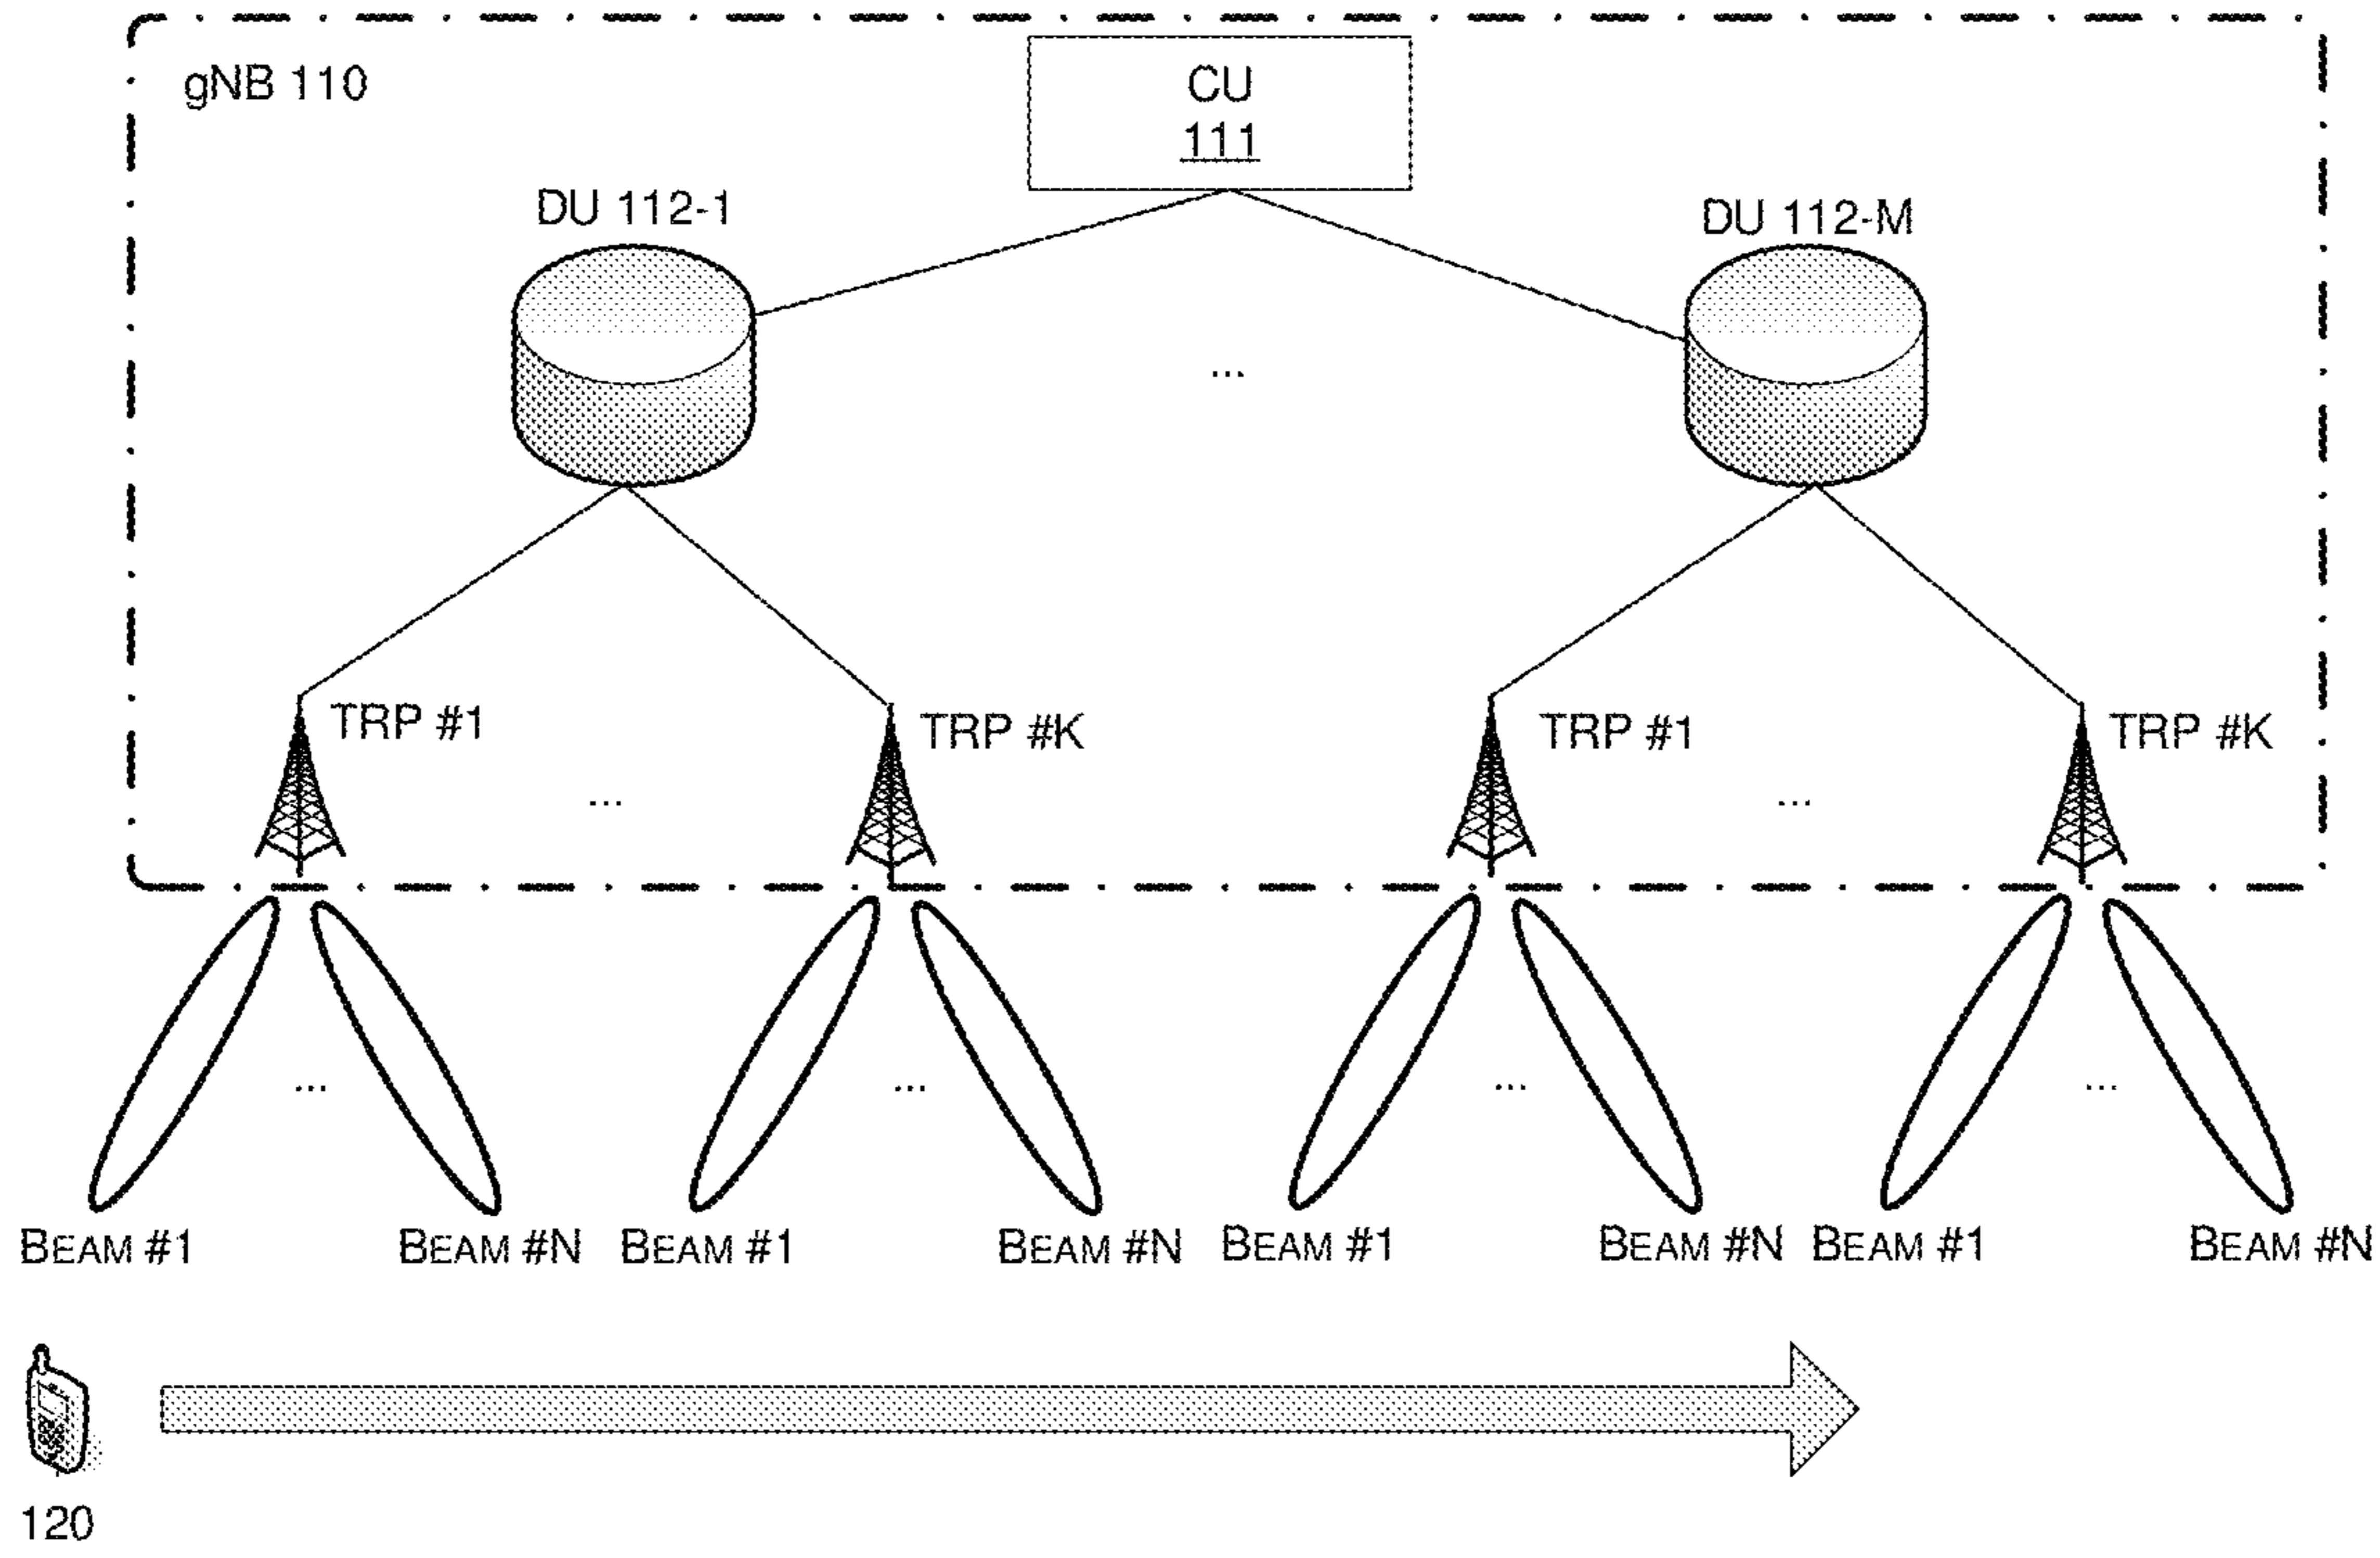 gNB 110
CU
111
DU 112-1
DU 112-M
...
TRP #1
TRP #K
TRP #1
TRP #K
...
...
...
...
...
...
BEAM #1
BEAM #N
BEAM #1
BEAM #N
BEAM #1
BEAM #N
BEAM #1
BEAM #N
120